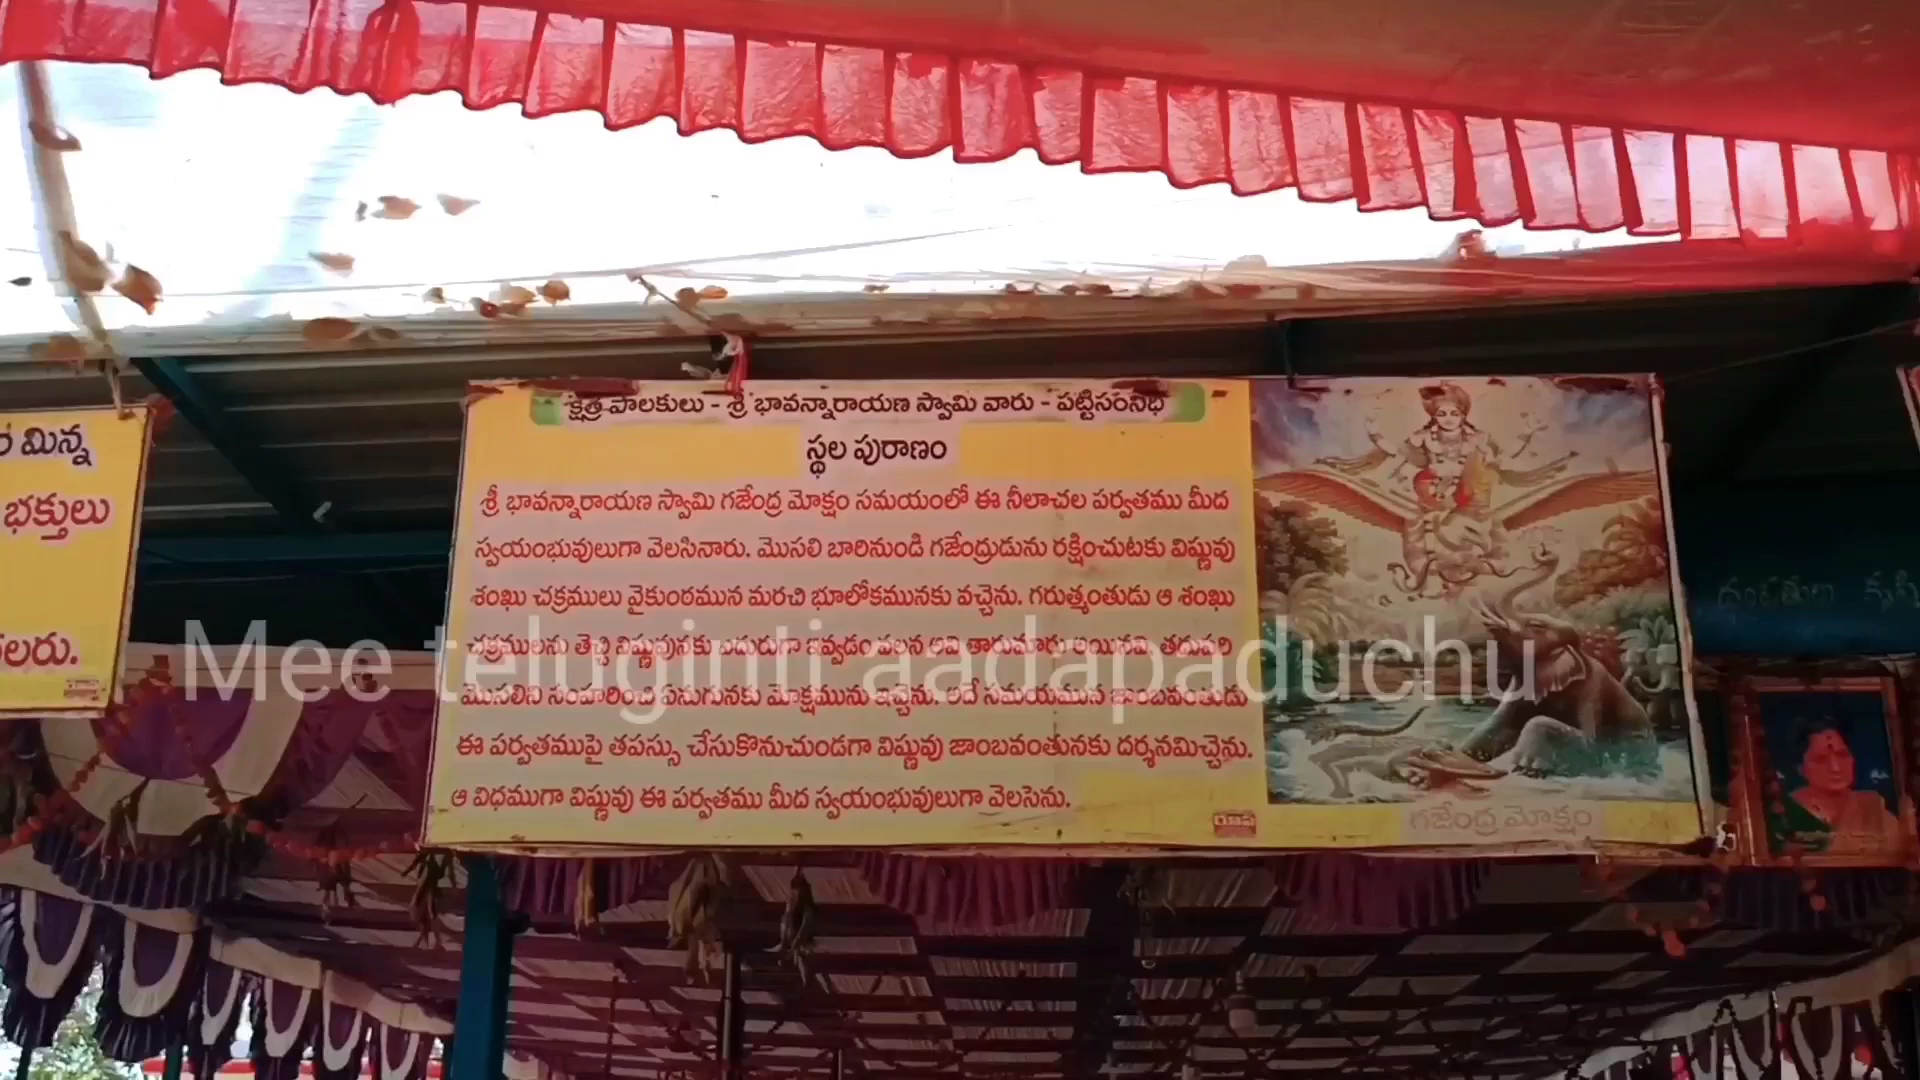 మిన్న
భక్తులు
క్షేత్ర పాలకులు - శ్రీ భావన్నారాయణ స్వామి వారు - పట్టిసంనిధి
స్థల పురాణం
శ్రీ భావన్నారాయణ స్వామి గజేంద్ర మోక్షం సమయంలో ఈ నీలాచల పర్వతము మీద
స్వయంభువులుగా వెలసినారు. మొసలి బారినుండి గజేంద్రుడును రక్షించుటకు విష్ణువు
శంఖు చక్రములు వైకుంఠమున మరచి భూలోకమునకు వచ్చెను. గరుత్మంతుడు ఆ శంఖు
చక్రములను తెచ్చి విష్ణువునకు ఎదురుగా ఇవ్వడం వలన అవి తారుమారు అయినవి. తదుపరి
మొసలిని సంహరించి ఏనుగునకు మోక్షమును ఇచ్చెను. అదే సమయమున జాంబవంతుడు
ఈ పర్వతముపై తపస్సు చేసుకొనుచుండగా విష్ణువు జాంబవంతునకు దర్శనమిచ్చెను.
ఆ విధముగా విష్ణువు ఈ పర్వతము మీద స్వయంభువులుగా వెలసెను.
గజేంద్ర మోక్షం
Mee teluginti aadapaduchu